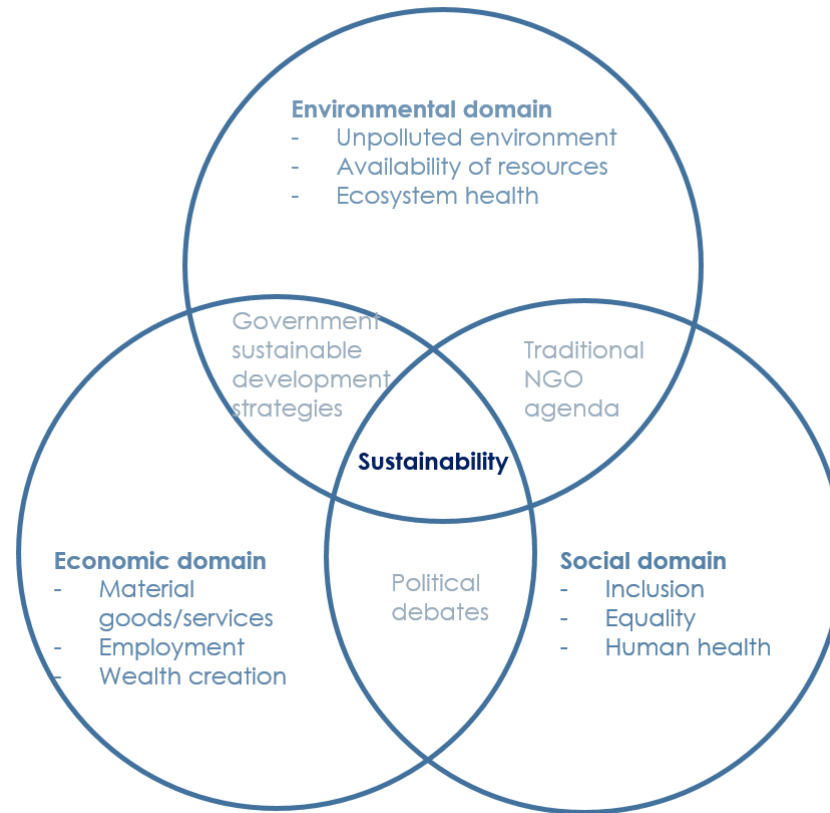 Environmental domain
- Unpolluted environment
- Availability of resources
- Ecosystem health
Government
sustainable
development
strategies
Traditional
NGO
agenda
Sustainability
Economic domain
- Material
goods/services
- Employment
- Wealth creation
Political
debates
Social domain
- Inclusion
- Equality
- Human health